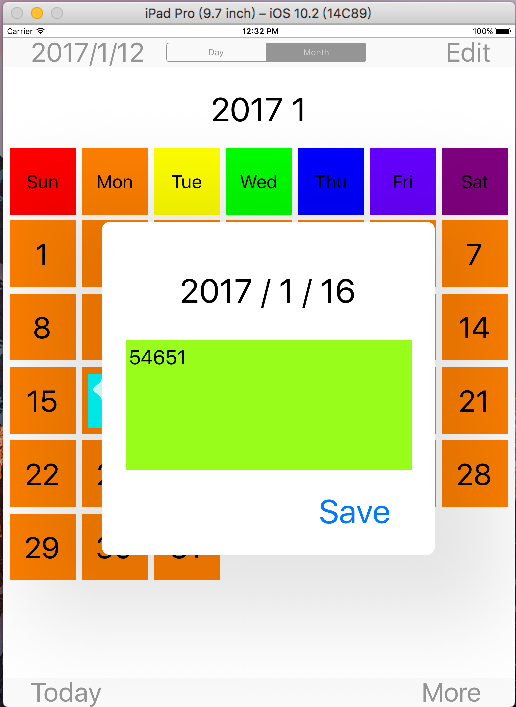 iPad Pro (9.7 inch) – iOS 10.2 (14C89)
Carrier 12:32 PM 100%
2017/1/12 Day Month Edit
2017 1
Sun Mon Tue Wed Thu Fri Sat
1 7
2017 / 1 / 16
8 14
54651
15 21
22 28
Save
29 31
Today More